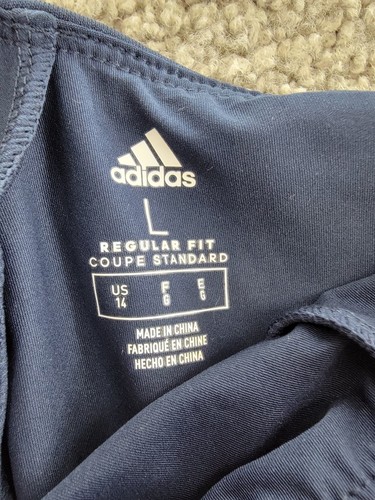 adidas
L
REGULAR FIT
COUPE STANDARD
US F E
14 G G
MADE IN CHINA
FABRIQUÉ EN CHINE
HECHO EN CHINA